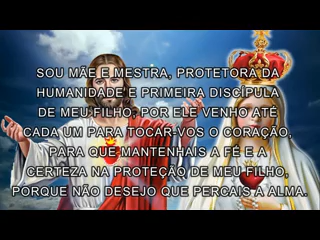 SOU MÃE E MESTRA, PROTETORA DA
HUMANIDADE E PRIMEIRA DISCÍPULA
DE MEU FILHO; POR ELE VENHO ATÉ
CADA UM PARA TOCAR-VOS O CORAÇÃO,
PARA QUE MANTENHAIS A FÉ E A
CERTEZA NA PROTEÇÃO DE MEU FILHO,
PORQUE NÃO DESEJO QUE PERCAIS A ALMA.